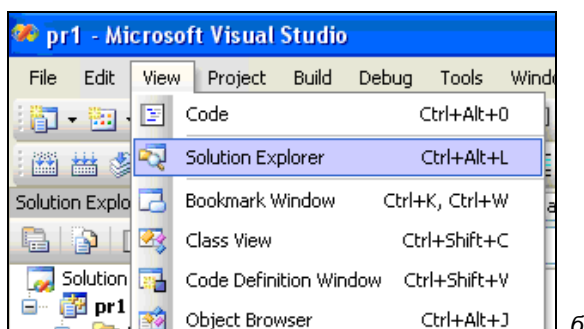 pr1 - Microsoft Visual Studio
File Edit View Project Build Debug Tools Windo
Code Ctrl+Alt+0
Solution Explorer Ctrl+Alt+L
Solution Explo
Bookmark Window Ctrl+K, Ctrl+W
Class View Ctrl+Shift+C
Solution
Code Definition Window Ctrl+Shift+V
pr1
Object Browser Ctrl+Alt+J
б